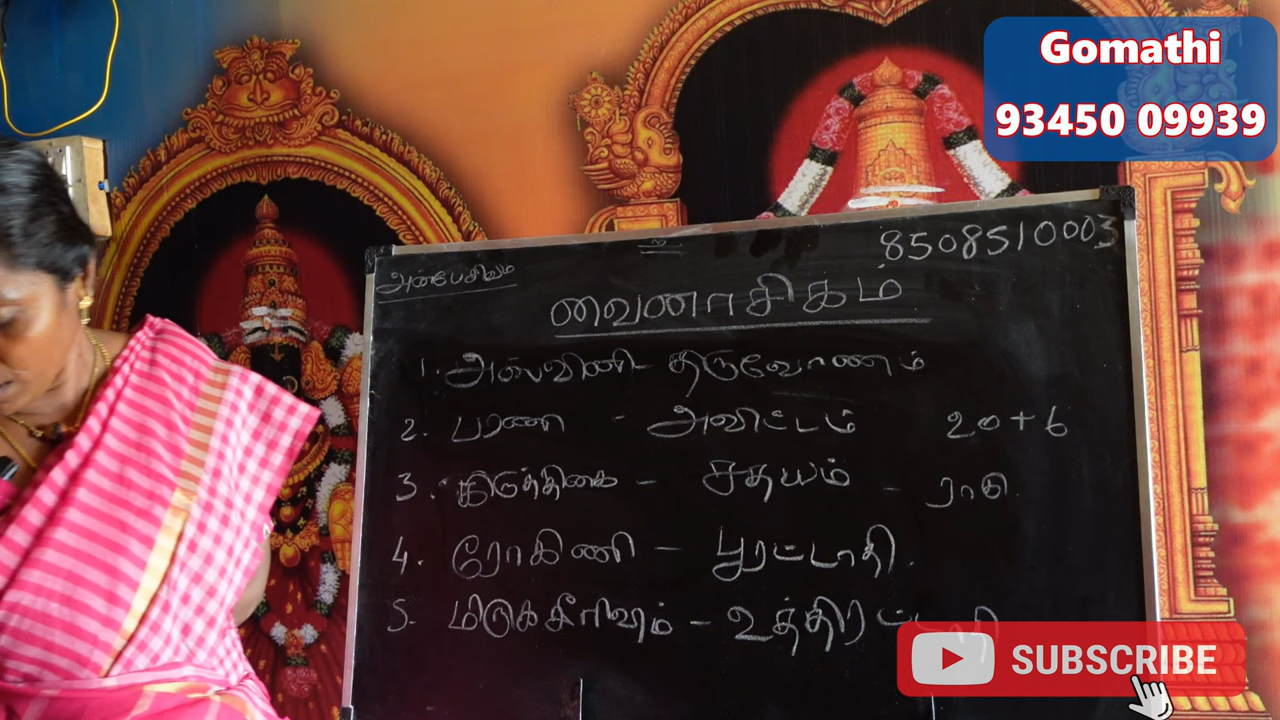 Gomathi
93450 09939
உ
8508510003
அன்பேசிவம்
வைனாசிகம்
1. அஸ்வினி - திருவோணம்
2. பரணி - அவிட்டம் 20+6
3. கிருத்திகை - சதயம் - ராகு
4. ரோகிணி - பூரட்டாதி.
5. மிருகசீரிஷம் - உத்திரட்டாதி
SUBSCRIBE